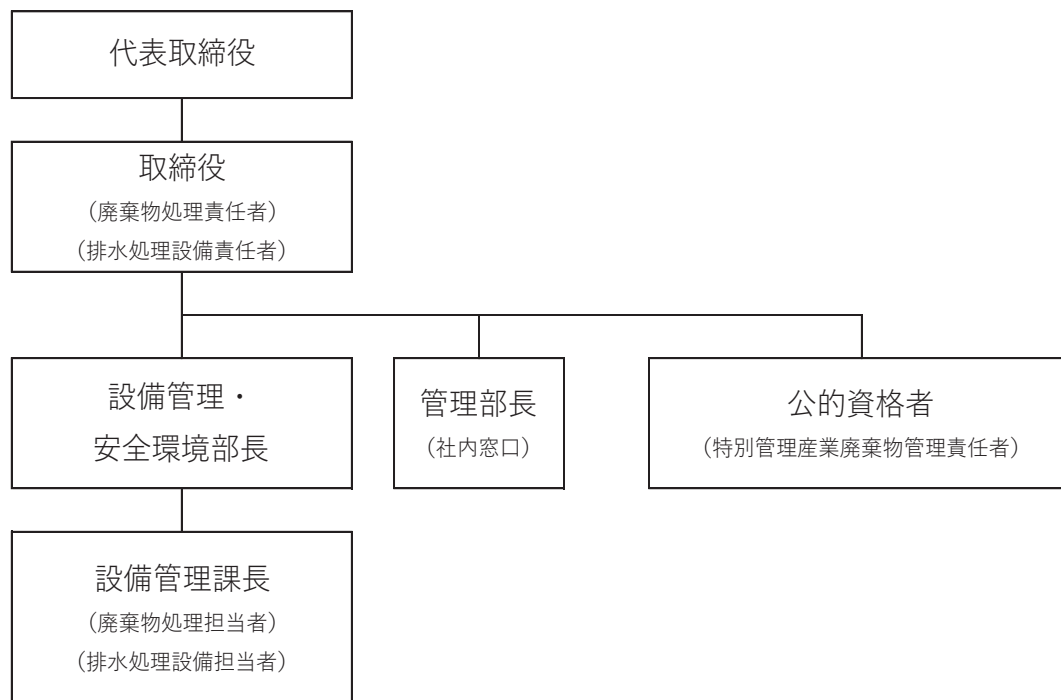 代表取締役
取締役
（廃棄物処理責任者）
（排水処理設備責任者）
設備管理・
安全環境部長
管理部長
（社内窓口）
公的資格者
（特別管理産業廃棄物管理責任者）
設備管理課長
（廃棄物処理担当者）
（排水処理設備担当者）